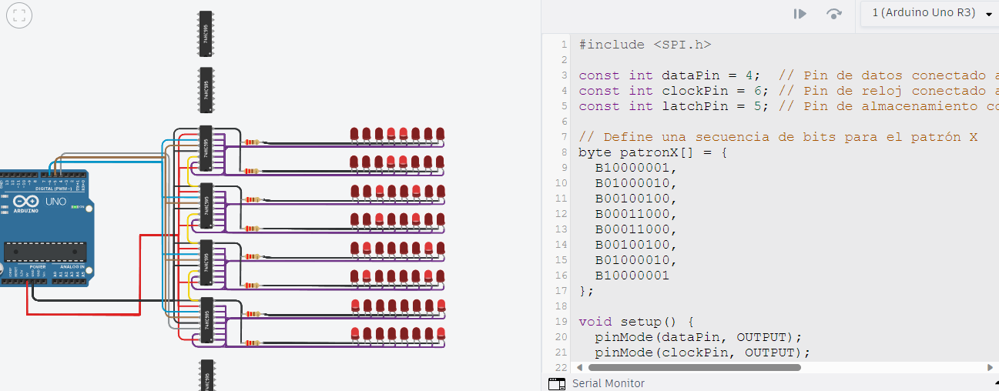 74HC595
74HC595
74HC595
74HC595
74HC595
74HC595
74HC595
DIGITAL (PWM~)
UNO
ARDUINO
ON
POWER
ANALOG IN
1 (Arduino Uno R3)
1 #include <SPI.h>
2
3 const int dataPin = 4;  // Pin de datos conectado a
4 const int clockPin = 6; // Pin de reloj conectado a
5 const int latchPin = 5; // Pin de almacenamiento co
6
7 // Define una secuencia de bits para el patrón X
8 byte patronX[] = {
9   B10000001,
10   B01000010,
11   B00100100,
12   B00011000,
13   B00011000,
14   B00100100,
15   B01000010,
16   B10000001
17 };
18
19 void setup() {
20   pinMode(dataPin, OUTPUT);
21   pinMode(clockPin, OUTPUT);
22
Serial Monitor